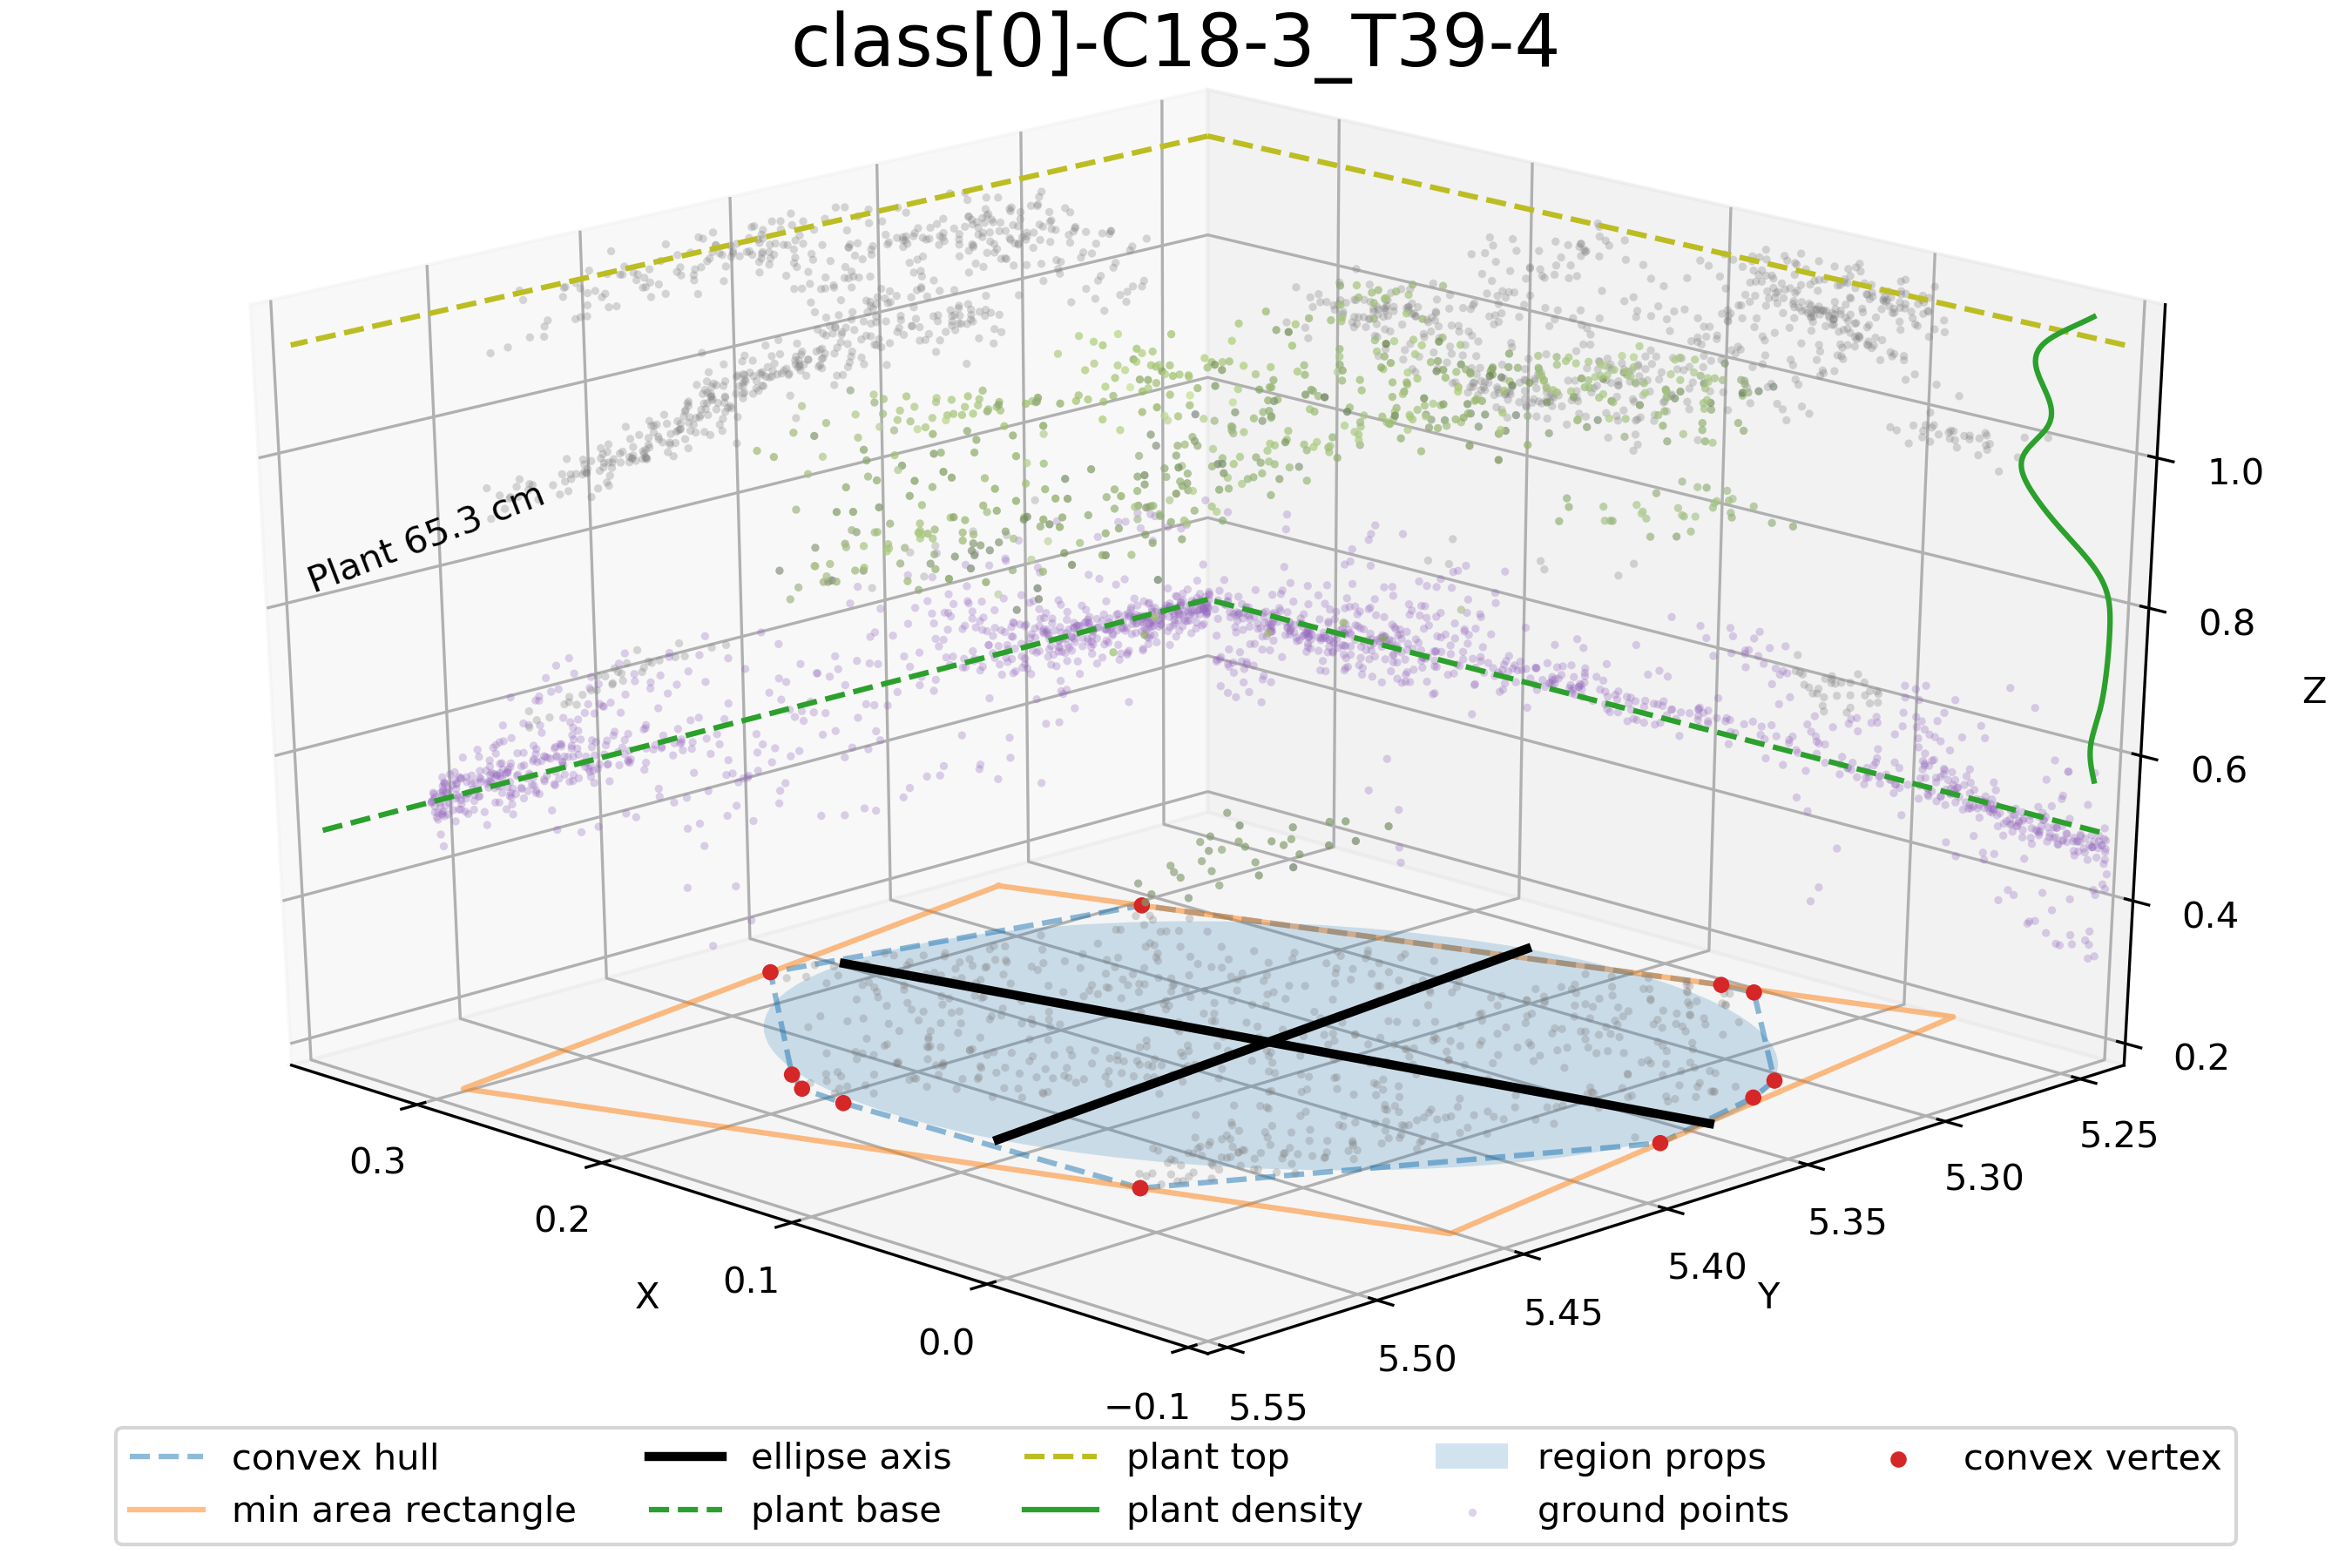 class[0]-C18-3_T39-4
Plant 65.3 cm
1.0
0.8
0.6
0.4
0.2
Z
0.3
0.2
0.1
0.0
−0.1
X
5.25
5.30
5.35
5.40
5.45
5.50
5.55
Y
convex hull
min area rectangle
ellipse axis
plant base
plant top
plant density
region props
ground points
convex vertex